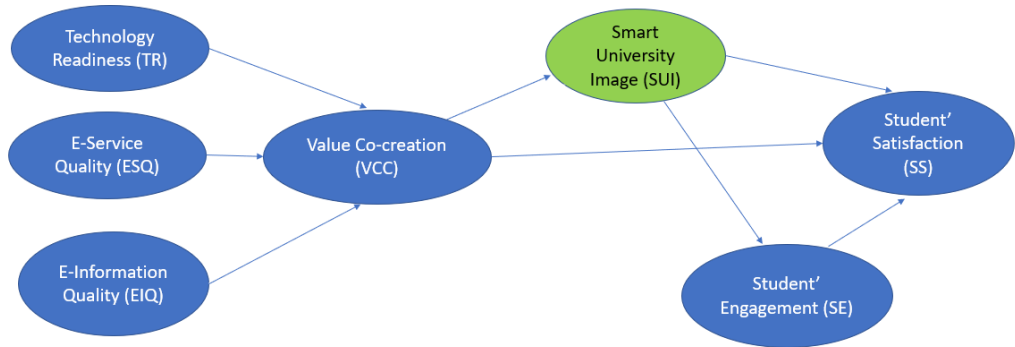 Technology
Readiness (TR)
E-Service
Quality (ESQ)
E-Information
Quality (EIQ)
Value Co-creation
(VCC)
Smart
University
Image (SUI)
Student’
Satisfaction
(SS)
Student’
Engagement (SE)